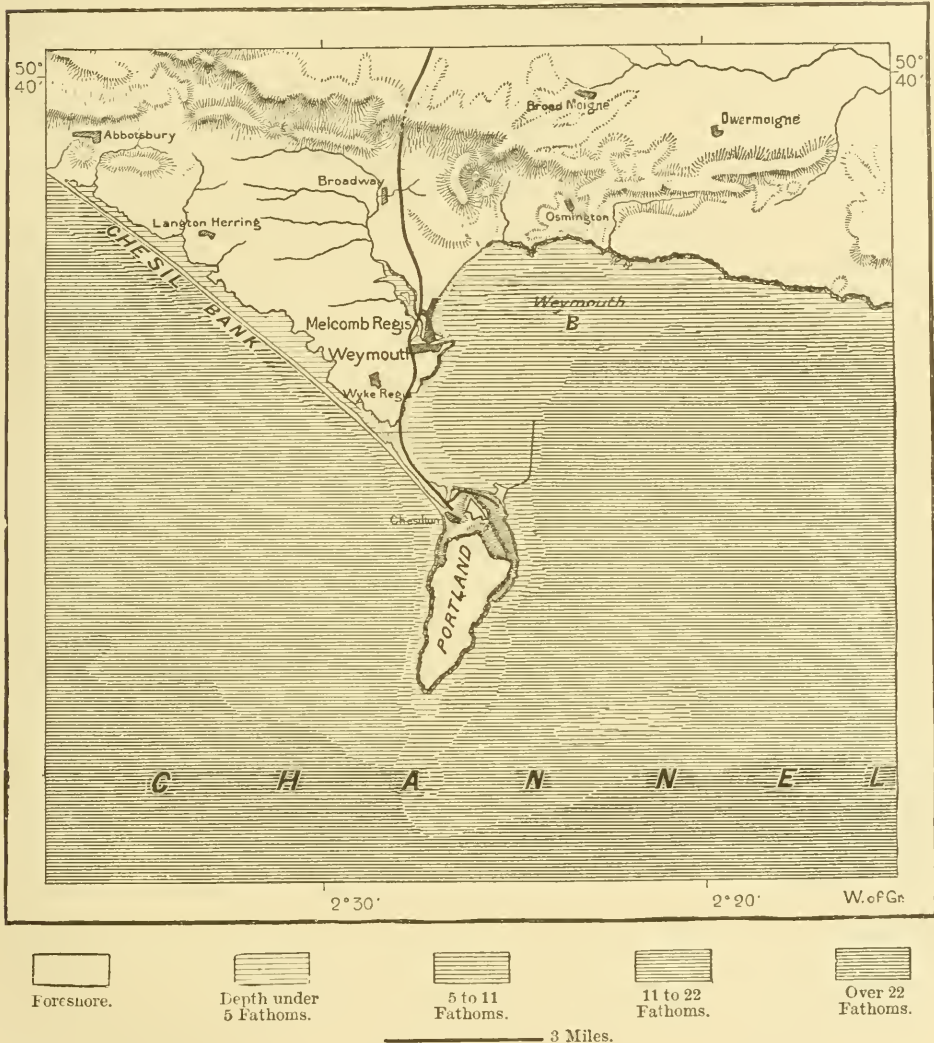 50°
40′
50°
40′
Broad Moigne
Owermoigne
Abbotsbury
Broadway
Langton Herring
Osmington
CHESIL BANK
Weymouth
B
Melcomb Regis
Weymouth
Wyke Regis
Chesilton
PORTLAND
CHANNEL
2°30′
2°20′
W. of Gr.
Foreshore.
Depth under
5 Fathoms.
5 to 11
Fathoms.
11 to 22
Fathoms.
Over 22
Fathoms.
3 Miles.